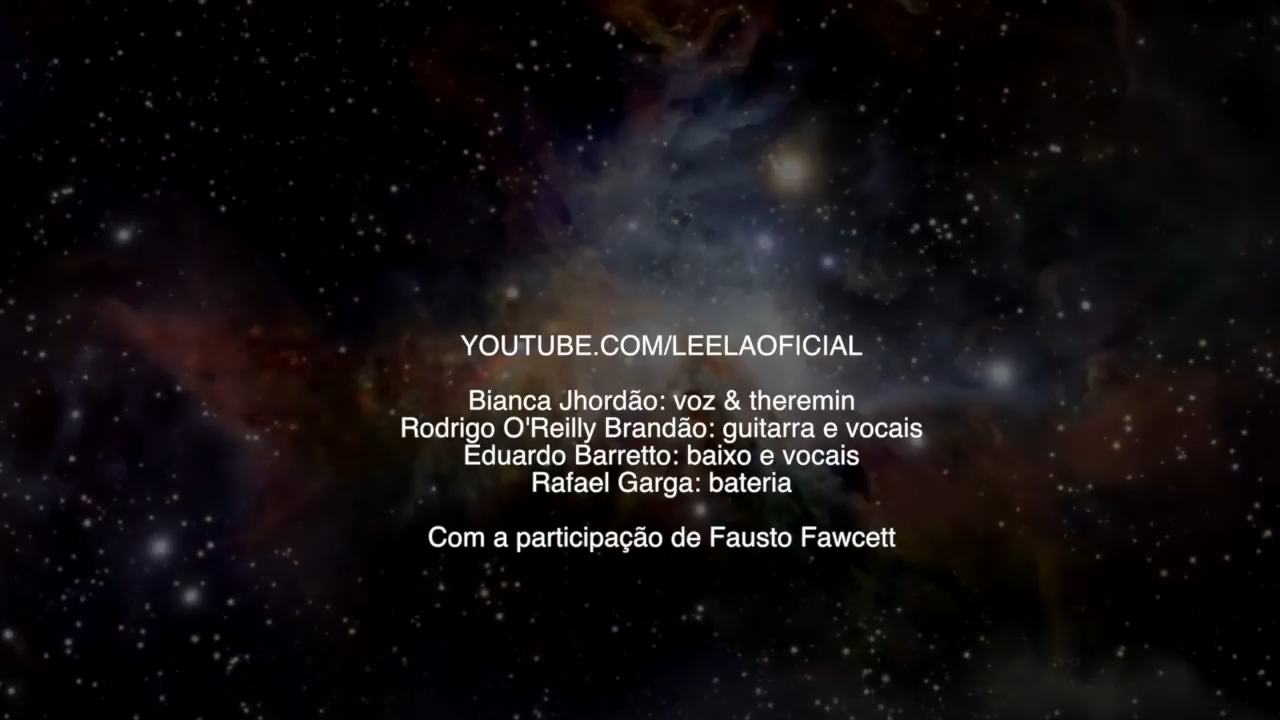 YOUTUBE.COM/LEELAOFICIAL
Bianca Jhordão: voz & theremin
Rodrigo O'Reilly Brandão: guitarra e vocais
Eduardo Barretto: baixo e vocais
Rafael Garga: bateria
Com a participação de Fausto Fawcett